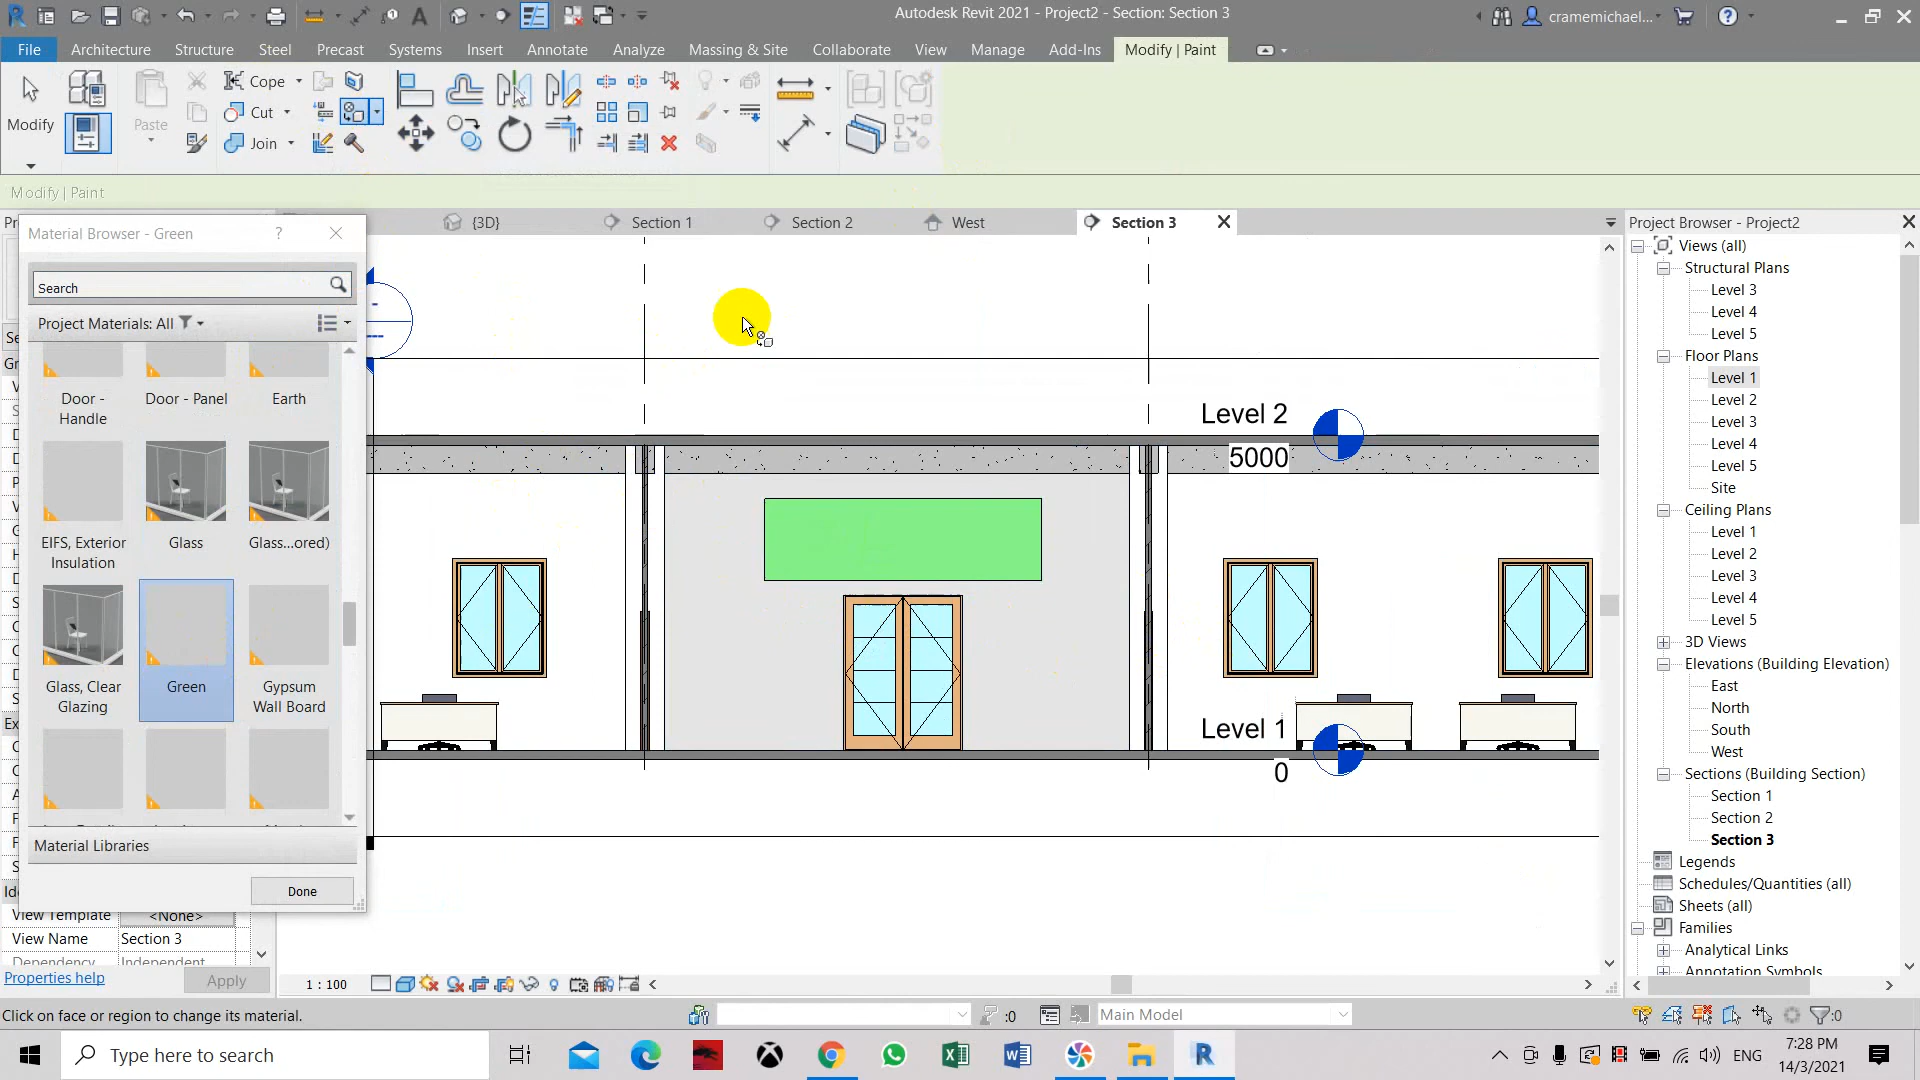 Autodesk Revit 2021 - Project2 - Section: Section 3
cramemichael...
File
Architecture
Structure
Steel
Precast
Systems
Insert
Annotate
Analyze
Massing & Site
Collaborate
View
Manage
Add-Ins
Modify | Paint
Modify
Paste
Cope
Cut
Join
Modify | Paint
{3D}
Section 1
Section 2
West
Section 3
Project Browser - Project2
Material Browser - Green
?
Search
Project Materials: All
Door - Handle
Door - Panel
Earth
EIFS, Exterior Insulation
Glass
Glass...ored)
Glass, Clear Glazing
Green
Gypsum Wall Board
Material Libraries
Done
View Template
<None>
View Name
Section 3
Dependency
Independent
Properties help
Apply
Level 2
5000
Level 1
0
Views (all)
Structural Plans
Level 3
Level 4
Level 5
Floor Plans
Level 1
Level 2
Level 3
Level 4
Level 5
Site
Ceiling Plans
Level 1
Level 2
Level 3
Level 4
Level 5
3D Views
Elevations (Building Elevation)
East
North
South
West
Sections (Building Section)
Section 1
Section 2
Section 3
Legends
Schedules/Quantities (all)
Sheets (all)
Families
Analytical Links
Annotation Symbols
1 : 100
Click on face or region to change its material.
:0
Main Model
:0
Type here to search
ENG
7:28 PM
14/3/2021